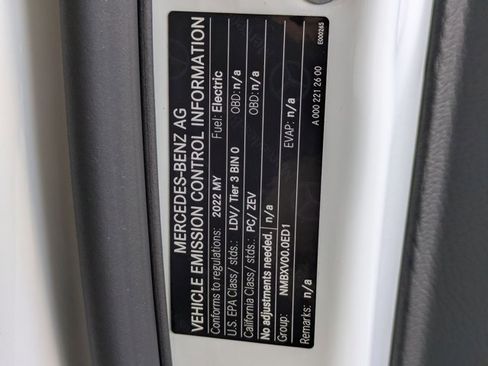 MERCEDES-BENZ AG
VEHICLE EMISSION CONTROL INFORMATION
Conforms to regulations: 2022 MY Fuel: Electric
U.S. EPA Class/ stds.: LDV/ Tier 3 BIN 0 OBD: n/a
California Class/ stds.: PC/ ZEV OBD: n/a
No adjustments needed. n/a
Group: NMBXV00.0ED1 EVAP: n/a
Remarks: n/a
A 000 221 26 00
E000265